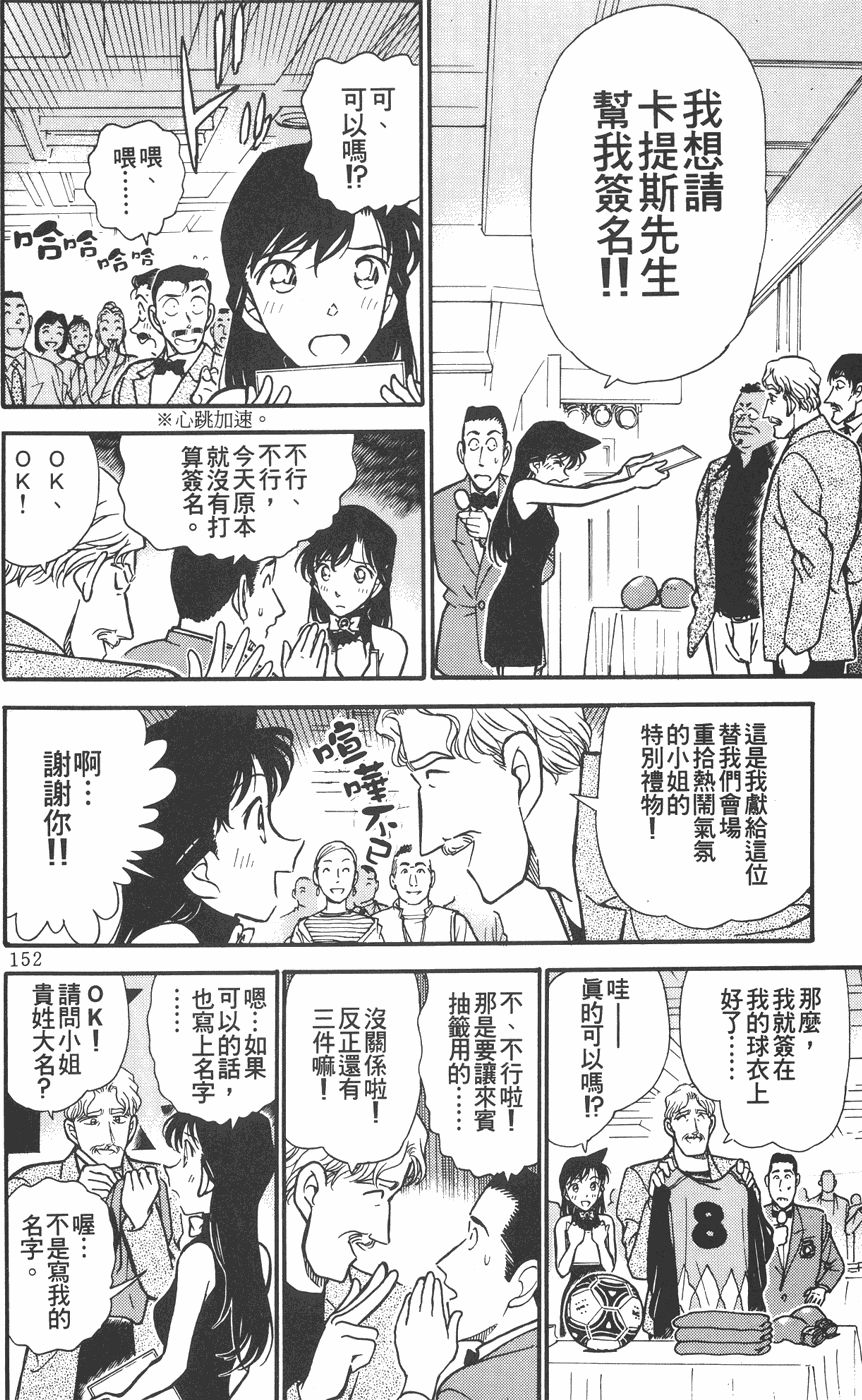 我想請
卡提斯先生
幫我簽名!!
可、
可以嗎!?
喂、
喂……
哈哈哈哈
※心跳加速。
不行、
不行，
今天原本
就沒有打
算簽名。
OK、
OK！
這是我獻給這位
替我們會場
重拾熱鬧氣氛
的小姐的
特別禮物！
喧嘩不已
啊…
謝謝你!!
152
那麼，
我就簽在
我的球衣上
好了……
哇——
真的可以嗎!?
8
不、不行啦！
那是要讓來賓
抽籤用的……
沒關係啦！
反正還有
三件嘛！
嗯…如果
可以的話，
也寫上名字
……
OK！
請問小姐
貴姓大名？
喔…
不是寫我的
名字。